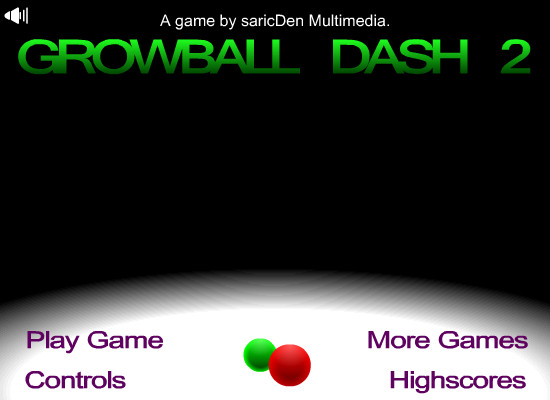 A game by saricDen Multimedia.
GROWBALL DASH 2
Play Game
More Games
Controls
Highscores